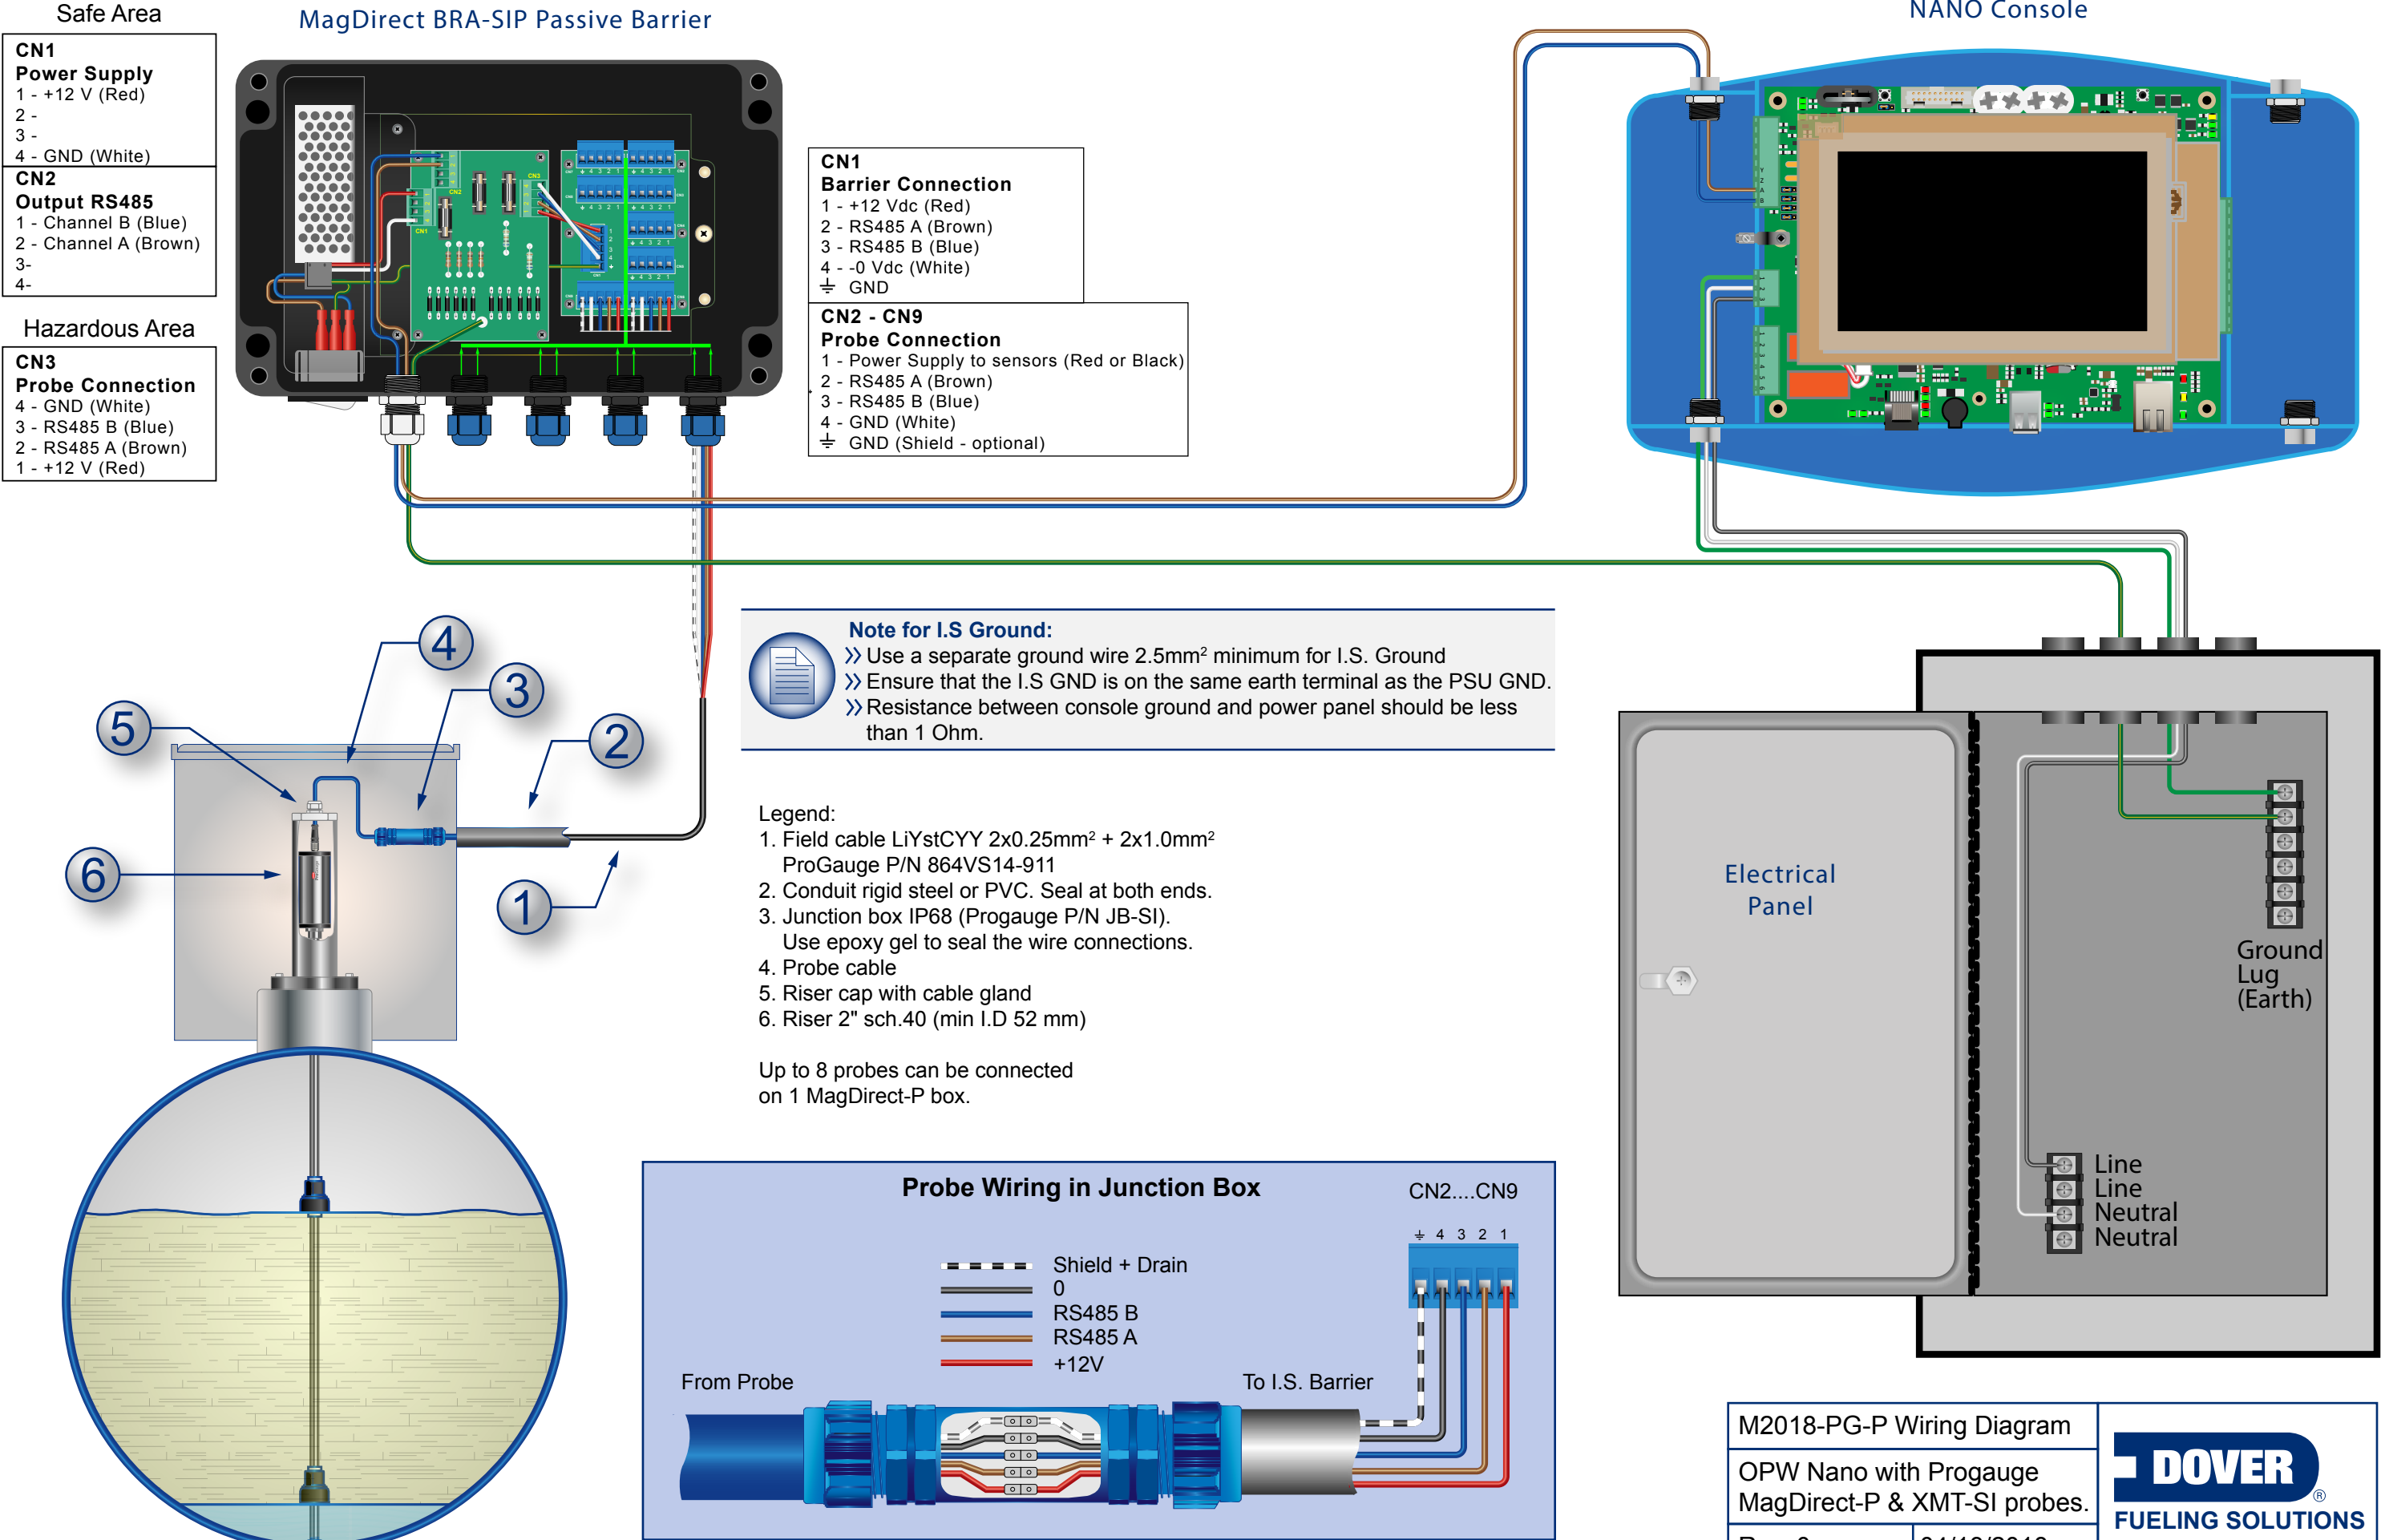 Safe Area
CN1
Power Supply
1 - +12 V (Red)
2 -
3 -
4 - GND (White)
CN2
Output RS485
1 - Channel B (Blue)
2 - Channel A (Brown)
3-
4-
Hazardous Area
CN3
Probe Connection
4 - GND (White)
3 - RS485 B (Blue)
2 - RS485 A (Brown)
1 - +12 V (Red)
MagDirect BRA-SIP Passive Barrier
CN2
CN1
CN3
CN1
Barrier Connection
1 - +12 Vdc (Red)
2 - RS485 A (Brown)
3 - RS485 B (Blue)
4 - -0 Vdc (White)
⏚ GND
CN2 - CN9
Probe Connection
1 - Power Supply to sensors (Red or Black)
2 - RS485 A (Brown)
3 - RS485 B (Blue)
4 - GND (White)
⏚ GND (Shield - optional)
NANO Console
Note for I.S Ground:
Use a separate ground wire 2.5mm² minimum for I.S. Ground
Ensure that the I.S GND is on the same earth terminal as the PSU GND.
Resistance between console ground and power panel should be less
than 1 Ohm.
4
3
5
2
6
1
Legend:
1. Field cable LiYstCYY 2x0.25mm² + 2x1.0mm²
ProGauge P/N 864VS14-911
2. Conduit rigid steel or PVC. Seal at both ends.
3. Junction box IP68 (Progauge P/N JB-SI).
Use epoxy gel to seal the wire connections.
4. Probe cable
5. Riser cap with cable gland
6. Riser 2" sch.40 (min I.D 52 mm)
Up to 8 probes can be connected
on 1 MagDirect-P box.
Electrical
Panel
Ground
Lug
(Earth)
Line
Line
Neutral
Neutral
Probe Wiring in Junction Box
CN2....CN9
⏚ 4 3 2 1
Shield + Drain
0
RS485 B
RS485 A
+12V
From Probe
To I.S. Barrier
M2018-PG-P Wiring Diagram
OPW Nano with Progauge
MagDirect-P & XMT-SI probes.
DOVER
®
FUELING SOLUTIONS